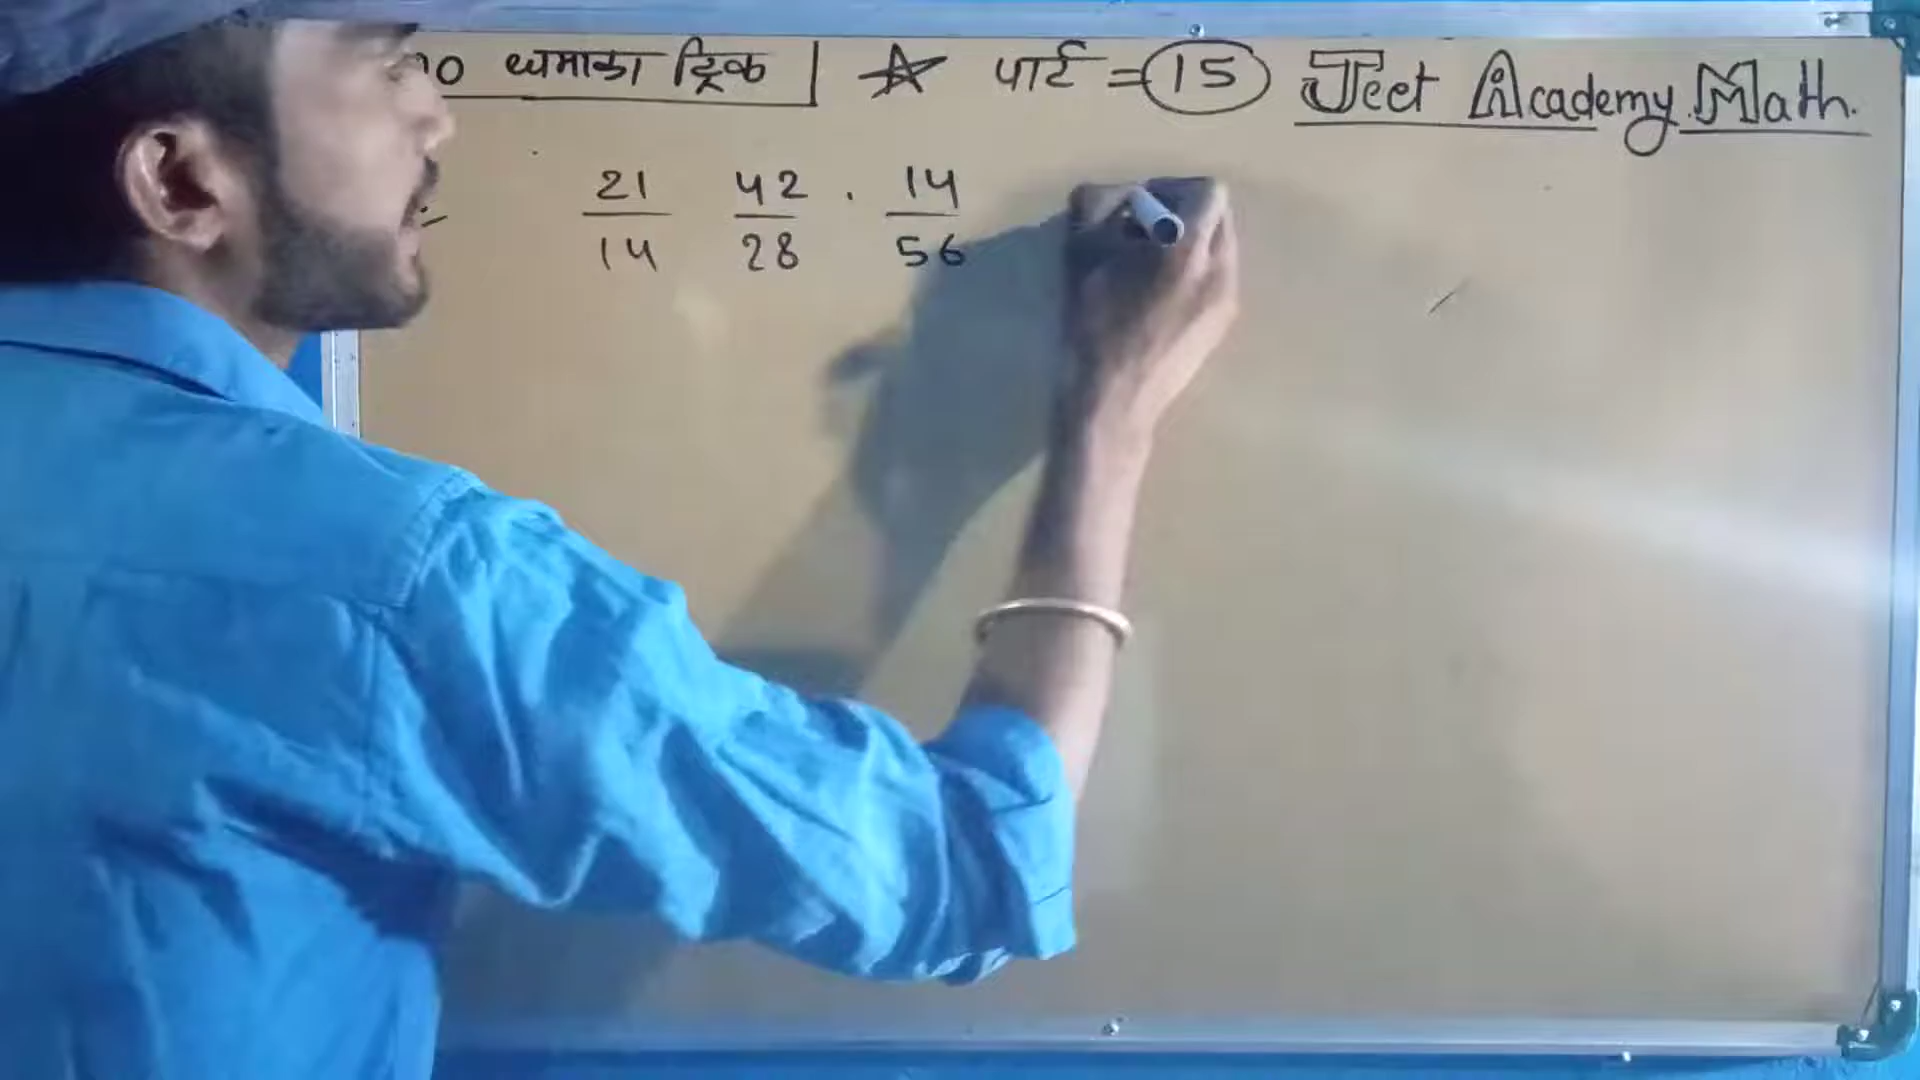 धमाका ट्रिक ☆ पार्ट = 15 Jeet Academy Math.
21 42 . 14
14 28 56